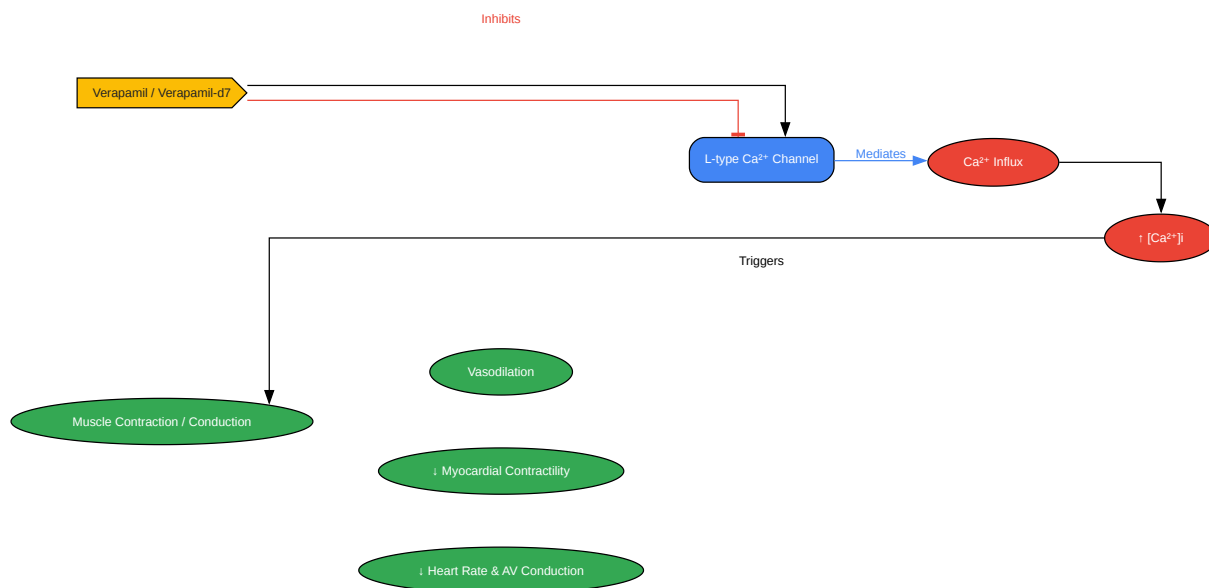 Inhibits
Verapamil / Verapamil-d7
L-type Ca²⁺ Channel
Mediates
Ca²⁺ Influx
↑ [Ca²⁺]i
Triggers
Vasodilation
Muscle Contraction / Conduction
↓ Myocardial Contractility
↓ Heart Rate & AV Conduction